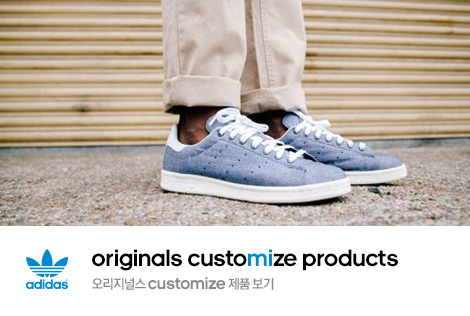 originals customize products
adidas
오리지널스 customize 제품 보기